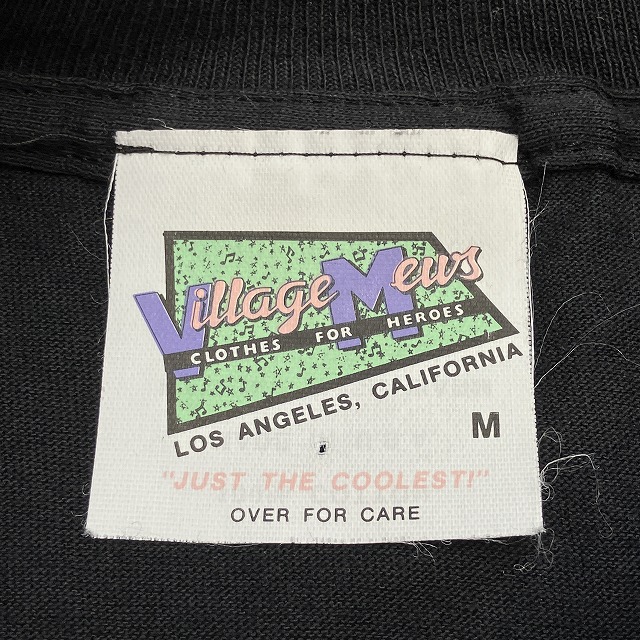 Village Mews
CLOTHES FOR HEROES
LOS ANGELES, CALIFORNIA
M
"JUST THE COOLEST!"
OVER FOR CARE